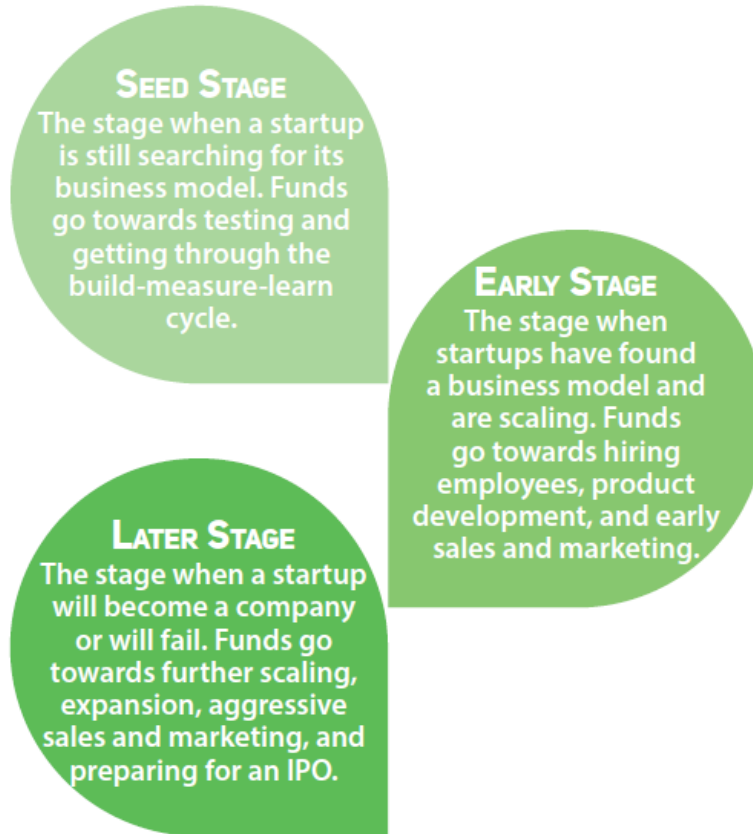 SEED STAGE
The stage when a startup
is still searching for its
business model. Funds
go towards testing and
getting through the
build-measure-learn
cycle.
EARLY STAGE
The stage when
startups have found
a business model and
are scaling. Funds
go towards hiring
employees, product
development, and early
sales and marketing.
LATER STAGE
The stage when a startup
will become a company
or will fail. Funds go
towards further scaling,
expansion, aggressive
sales and marketing, and
preparing for an IPO.